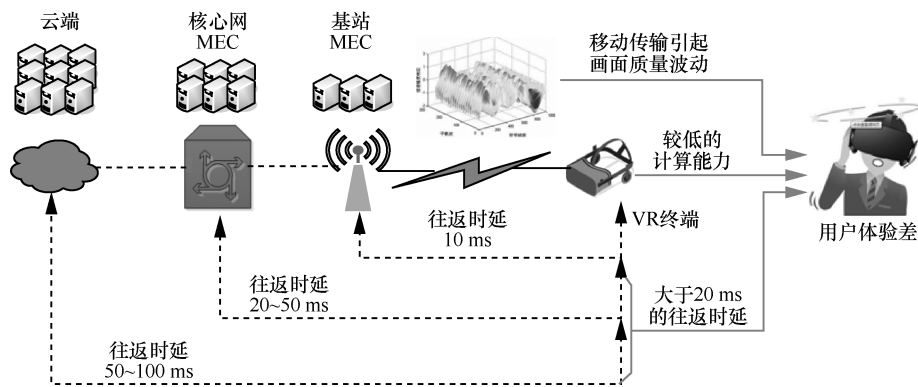 云端
核心网
MEC
基站
MEC
移动传输引起
画面质量波动
较低的
计算能力
VR终端
用户体验差
往返时延
10 ms
往返时延
20~50 ms
大于20 ms
的往返时延
往返时延
50~100 ms